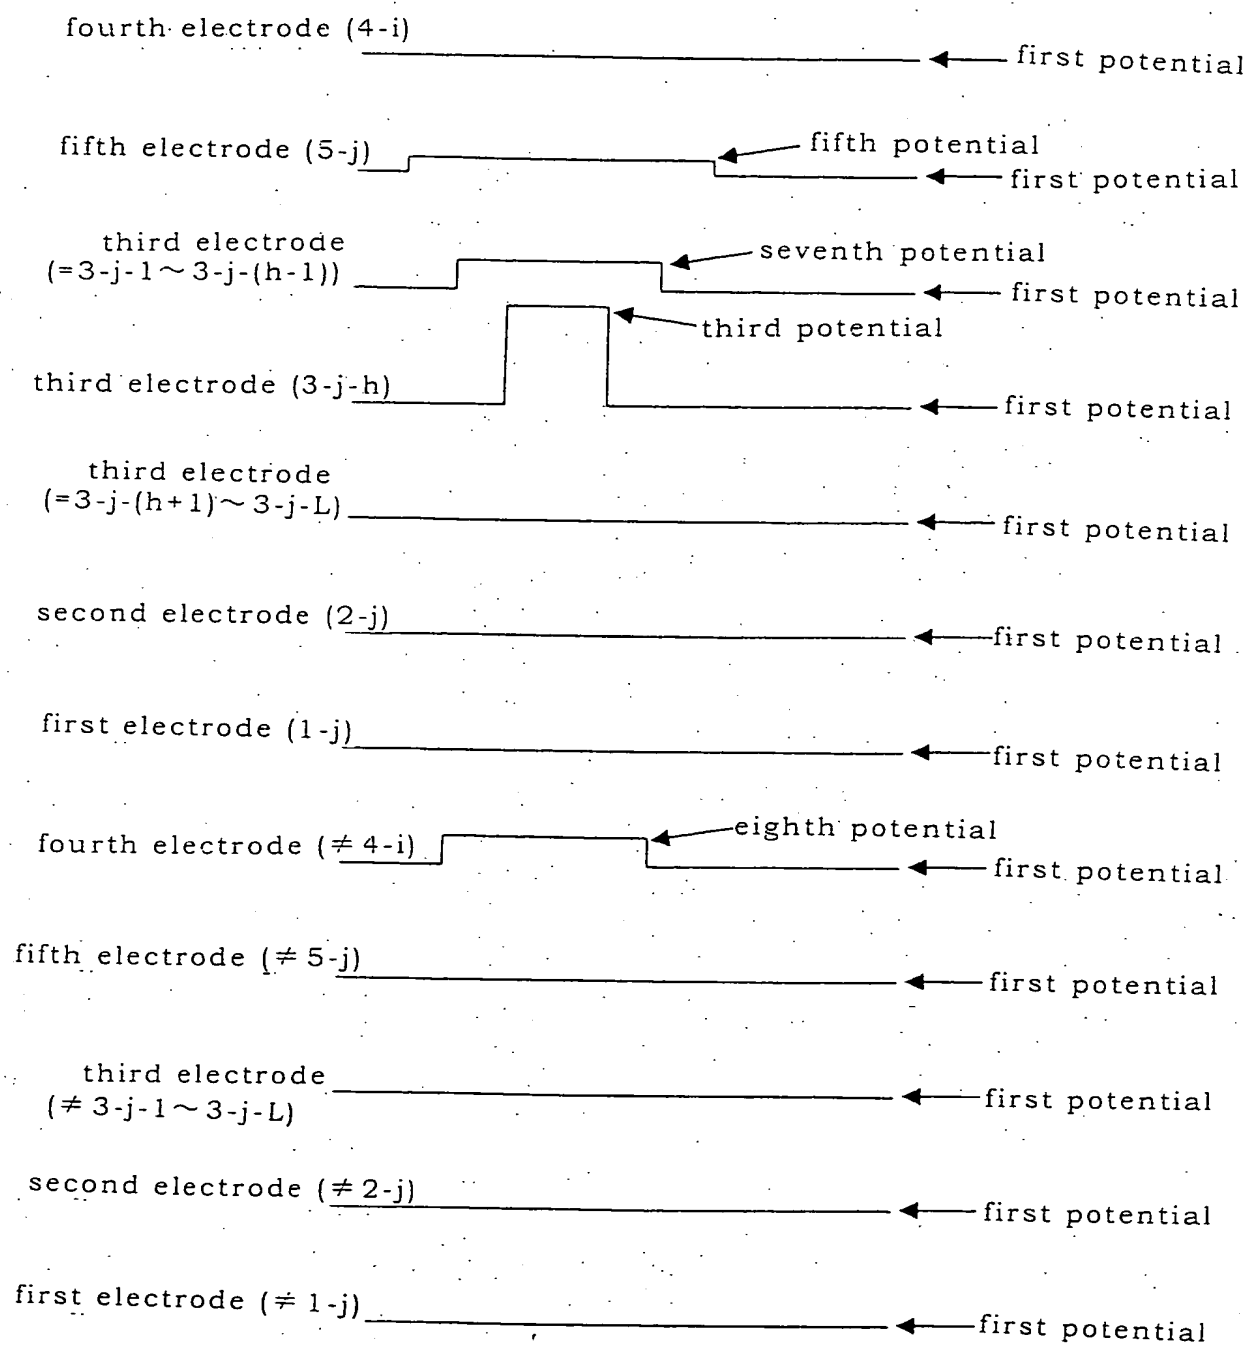 fourth electrode (4-i)
first potential
fifth electrode (5-j)
fifth potential
first potential
third electrode
(=3-j-1～3-j-(h-1))
seventh potential
first potential
third potential
third electrode (3-j-h)
first potential
third electrode
(=3-j-(h+1)～3-j-L)
first potential
second electrode (2-j)
first potential
first electrode (1-j)
first potential
fourth electrode (≠4-i)
eighth potential
first potential
fifth electrode (≠5-j)
first potential
third electrode
(≠3-j-1～3-j-L)
first potential
second electrode (≠2-j)
first potential
first electrode (≠1-j)
first potential